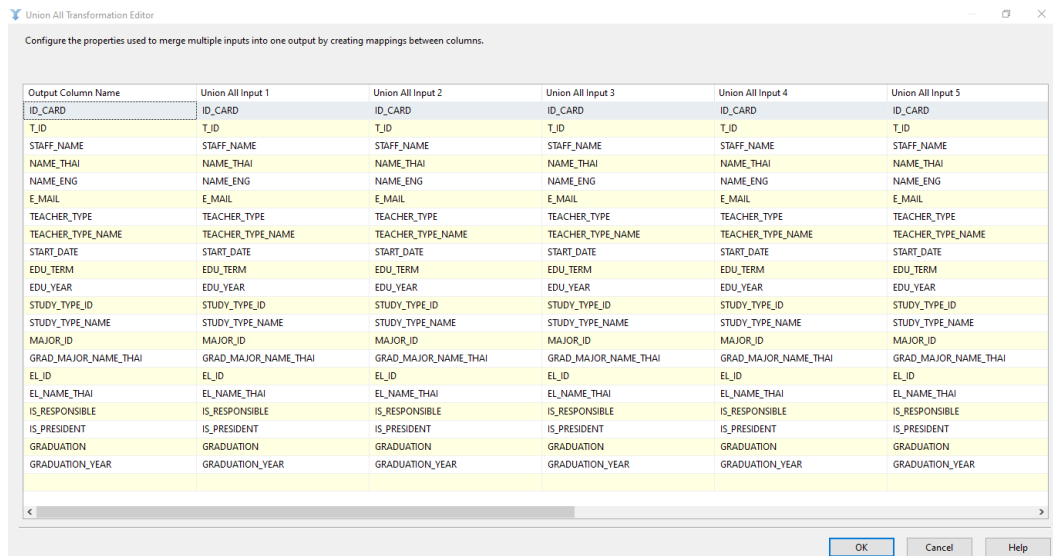 Union All Transformation Editor
Configure the properties used to merge multiple inputs into one output by creating mappings between columns.
Output Column Name Union All Input 1 Union All Input 2 Union All Input 3 Union All Input 4 Union All Input 5
ID_CARD ID_CARD ID_CARD ID_CARD ID_CARD ID_CARD
T_ID T_ID T_ID T_ID T_ID T_ID
STAFF_NAME STAFF_NAME STAFF_NAME STAFF_NAME STAFF_NAME STAFF_NAME
NAME_THAI NAME_THAI NAME_THAI NAME_THAI NAME_THAI NAME_THAI
NAME_ENG NAME_ENG NAME_ENG NAME_ENG NAME_ENG NAME_ENG
E_MAIL E_MAIL E_MAIL E_MAIL E_MAIL E_MAIL
TEACHER_TYPE TEACHER_TYPE TEACHER_TYPE TEACHER_TYPE TEACHER_TYPE TEACHER_TYPE
TEACHER_TYPE_NAME TEACHER_TYPE_NAME TEACHER_TYPE_NAME TEACHER_TYPE_NAME TEACHER_TYPE_NAME TEACHER_TYPE_NAME
START_DATE START_DATE START_DATE START_DATE START_DATE START_DATE
EDU_TERM EDU_TERM EDU_TERM EDU_TERM EDU_TERM EDU_TERM
EDU_YEAR EDU_YEAR EDU_YEAR EDU_YEAR EDU_YEAR EDU_YEAR
STUDY_TYPE_ID STUDY_TYPE_ID STUDY_TYPE_ID STUDY_TYPE_ID STUDY_TYPE_ID STUDY_TYPE_ID
STUDY_TYPE_NAME STUDY_TYPE_NAME STUDY_TYPE_NAME STUDY_TYPE_NAME STUDY_TYPE_NAME STUDY_TYPE_NAME
MAJOR_ID MAJOR_ID MAJOR_ID MAJOR_ID MAJOR_ID MAJOR_ID
GRAD_MAJOR_NAME_THAI GRAD_MAJOR_NAME_THAI GRAD_MAJOR_NAME_THAI GRAD_MAJOR_NAME_THAI GRAD_MAJOR_NAME_THAI GRAD_MAJOR_NAME_THAI
EL_ID EL_ID EL_ID EL_ID EL_ID EL_ID
EL_NAME_THAI EL_NAME_THAI EL_NAME_THAI EL_NAME_THAI EL_NAME_THAI EL_NAME_THAI
IS_RESPONSIBLE IS_RESPONSIBLE IS_RESPONSIBLE IS_RESPONSIBLE IS_RESPONSIBLE IS_RESPONSIBLE
IS_PRESIDENT IS_PRESIDENT IS_PRESIDENT IS_PRESIDENT IS_PRESIDENT IS_PRESIDENT
GRADUATION GRADUATION GRADUATION GRADUATION GRADUATION GRADUATION
GRADUATION_YEAR GRADUATION_YEAR GRADUATION_YEAR GRADUATION_YEAR GRADUATION_YEAR GRADUATION_YEAR
OK Cancel Help